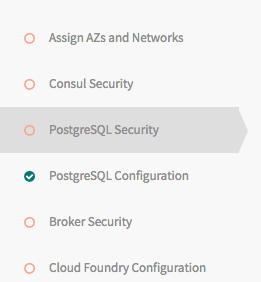 Assign AZs and Networks
Consul Security
PostgreSQL Security
PostgreSQL Configuration
Broker Security
Cloud Foundry Configuration